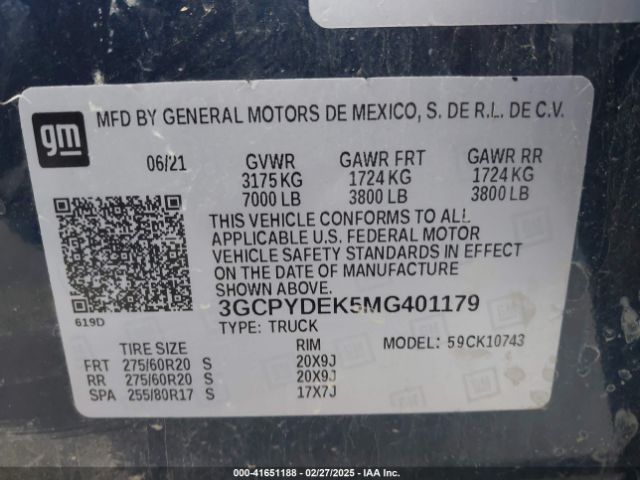 gm
MFD BY GENERAL MOTORS DE MEXICO, S. DE R.L. DE C.V.
06/21 GVWR GAWR FRT GAWR RR
3175 KG 1724 KG 1724 KG
7000 LB 3800 LB 3800 LB
THIS VEHICLE CONFORMS TO ALL
APPLICABLE U.S. FEDERAL MOTOR
VEHICLE SAFETY STANDARDS IN EFFECT
ON THE DATE OF MANUFACTURE
SHOWN ABOVE.
619D
3GCPYDEK5MG401179
TYPE: TRUCK
TIRE SIZE RIM MODEL: 59CK10743
FRT 275/60R20 S 20X9J
RR 275/60R20 S 20X9J
SPA 255/80R17 S 17X7J
©-41651188 - 02/27/2025 - IAA Inc.